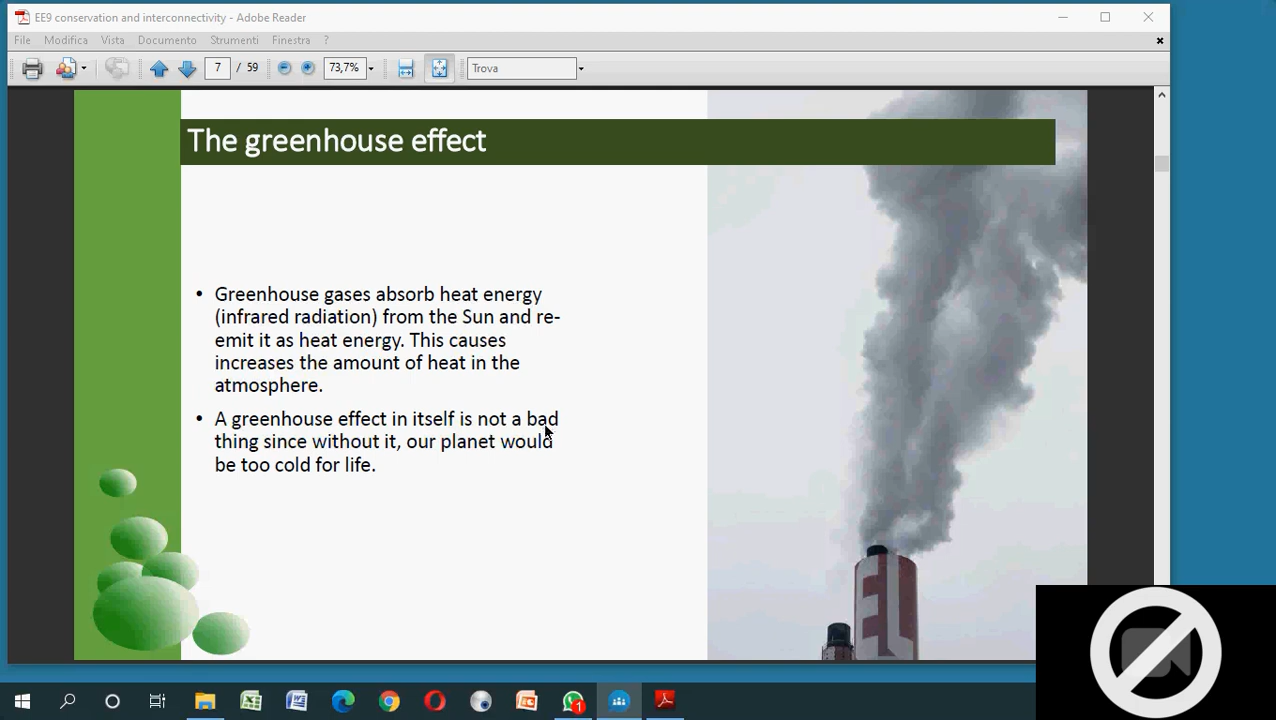 EE9 conservation and interconnectivity - Adobe Reader
File Modifica Vista Documento Strumenti Finestra ?
7 / 59 73,7% Trova
The greenhouse effect
• Greenhouse gases absorb heat energy
(infrared radiation) from the Sun and re-
emit it as heat energy. This causes
increases the amount of heat in the
atmosphere.
• A greenhouse effect in itself is not a bad
thing since without it, our planet would
be too cold for life.
EL
1